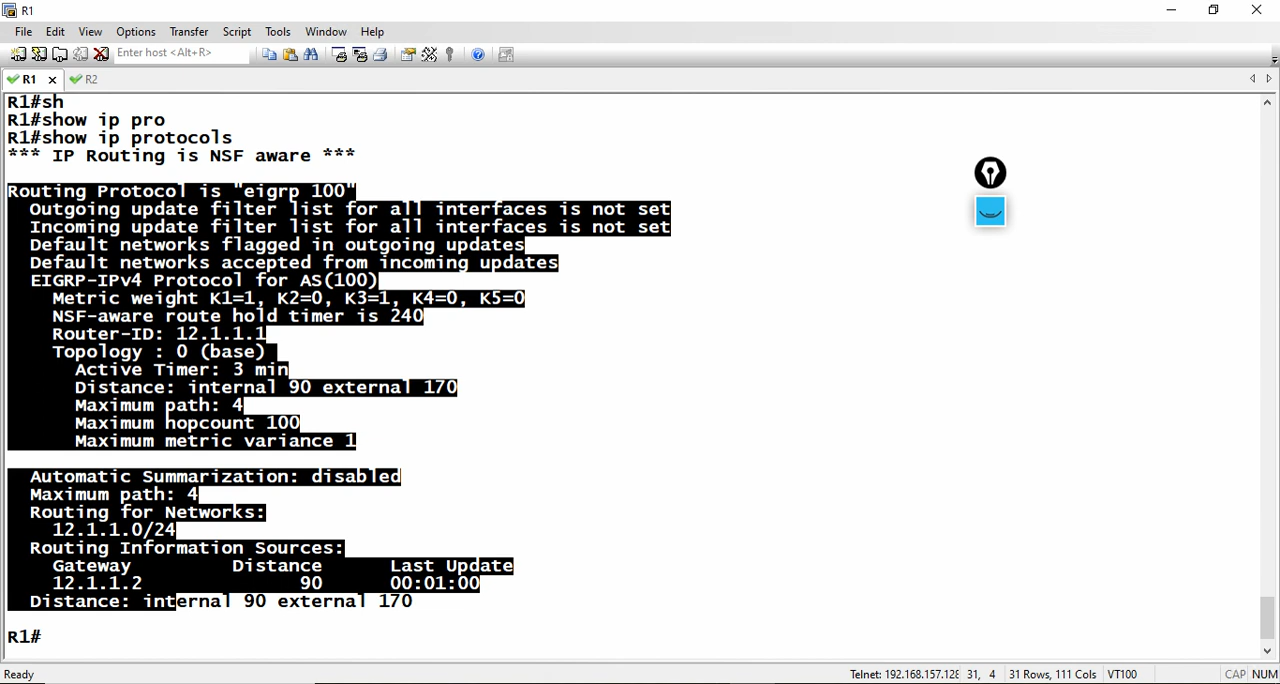 R1
File Edit View Options Transfer Script Tools Window Help
Enter host <Alt+R>
R1 R2
R1#sh
R1#show ip pro
R1#show ip protocols
*** IP Routing is NSF aware ***
Routing Protocol is "eigrp 100"
Outgoing update filter list for all interfaces is not set
Incoming update filter list for all interfaces is not set
Default networks flagged in outgoing updates
Default networks accepted from incoming updates
EIGRP-IPv4 Protocol for AS(100)
Metric weight K1=1, K2=0, K3=1, K4=0, K5=0
NSF-aware route hold timer is 240
Router-ID: 12.1.1.1
Topology : 0 (base)
Active Timer: 3 min
Distance: internal 90 external 170
Maximum path: 4
Maximum hopcount 100
Maximum metric variance 1
Automatic Summarization: disabled
Maximum path: 4
Routing for Networks:
12.1.1.0/24
Routing Information Sources:
Gateway Distance Last Update
12.1.1.2 90 00:01:00
Distance: internal 90 external 170
R1#
Ready Telnet: 192.168.157.128 31, 4 31 Rows, 111 Cols VT100 CAP NUM